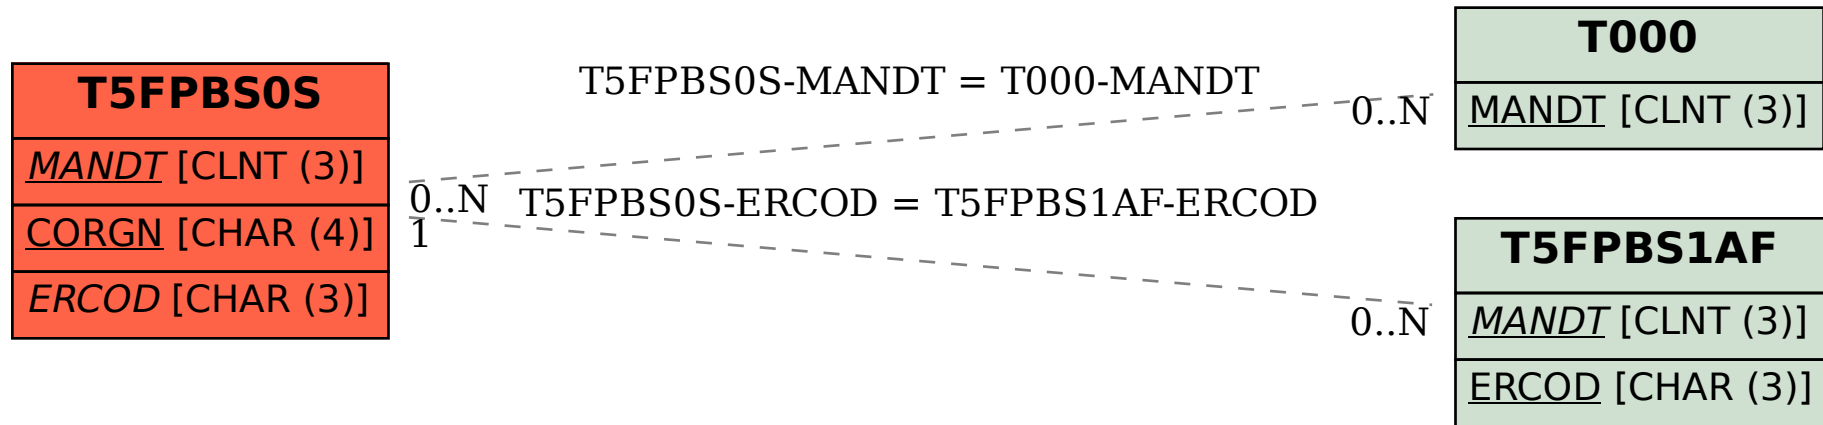 T5FPBS0S
MANDT [CLNT (3)]
CORGN [CHAR (4)]
ERCOD [CHAR (3)]
T5FPBS0S-MANDT = T000-MANDT
0..N
0..N
T5FPBS0S-ERCOD = T5FPBS1AF-ERCOD
1
0..N
T000
MANDT [CLNT (3)]
T5FPBS1AF
MANDT [CLNT (3)]
ERCOD [CHAR (3)]